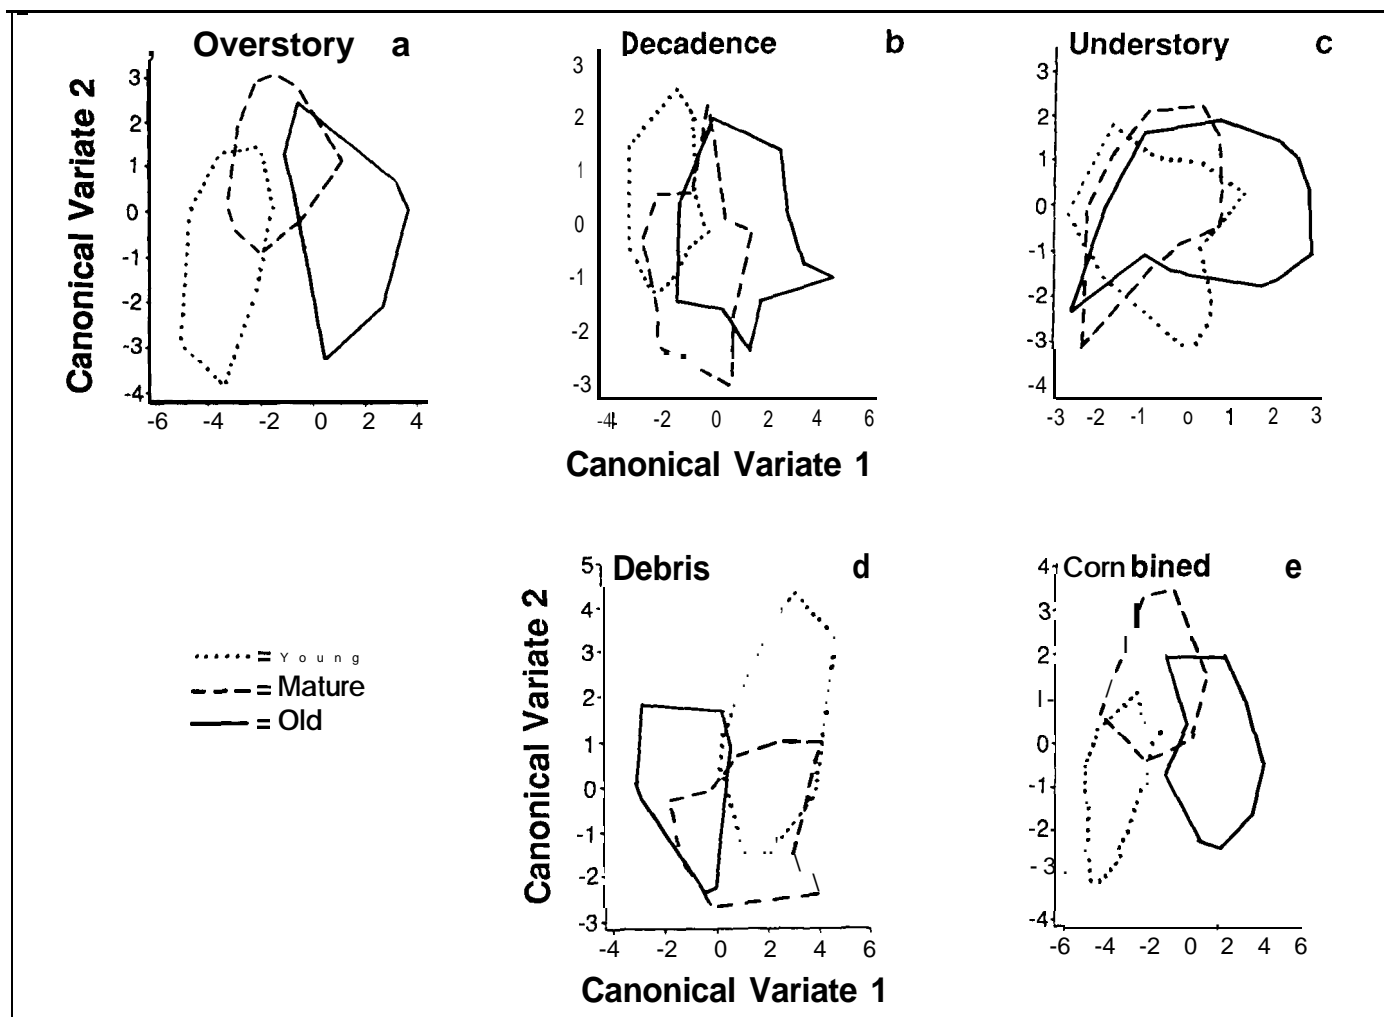 Overstory a
Decadence b
Understory c
Canonical Variate 2
3
2
1
0
-1
-2
-3
-4
-6 -4 -2 0 2 4
3
2
1
0
-1
-2
-3
-4 -2 0 2 4 6
3
2
1
0
-1
-2
-3
-4
-3 -2 -1 0 1 2 3
Canonical Variate 1
Debris d
Corn bined e
Canonical Variate 2
5
4
3
2
1
0
-1
-2
-3
-4 -2 0 2 4 6
4
3
2
1
0
-1
-2
-3
-4
-6 -4 -2 0 2 4 6
= Young
= Mature
= Old
Canonical Variate 1